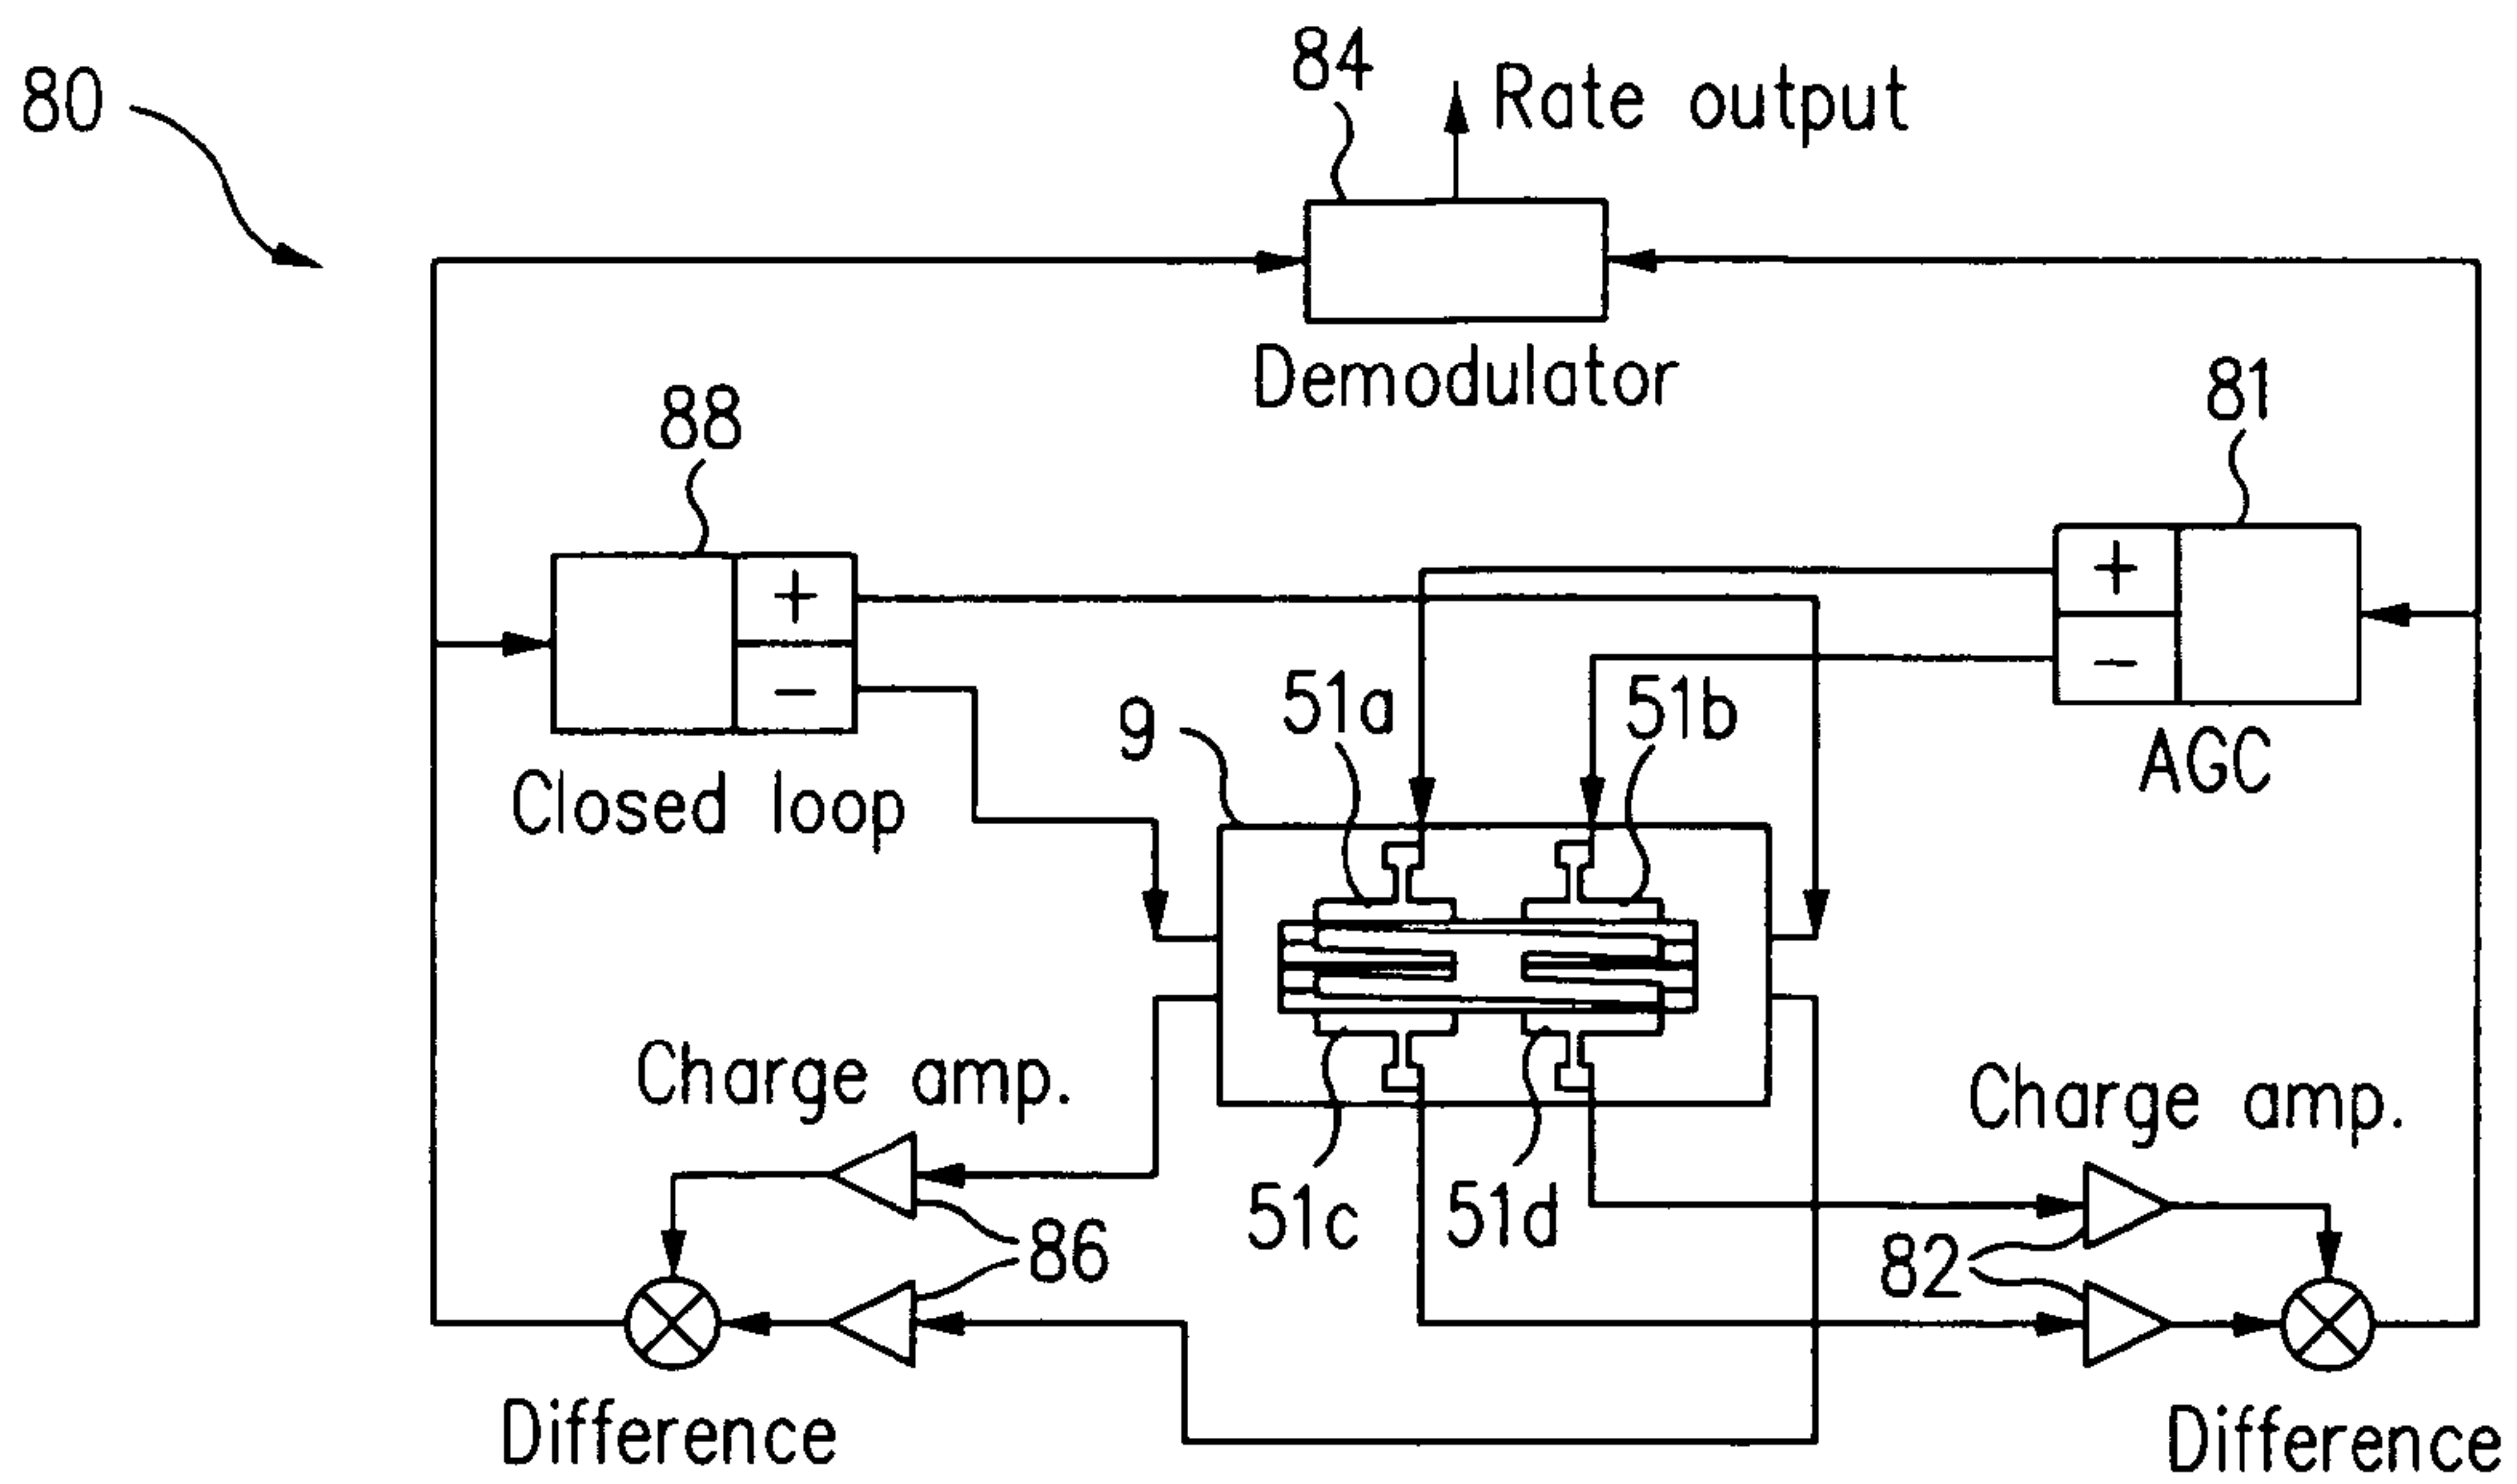 80
84
Rate output
Demodulator
88
81
+
−
+
−
51a
51b
9
AGC
Closed loop
Charge amp.
Charge amp.
51c
51d
86
82
Difference
Difference